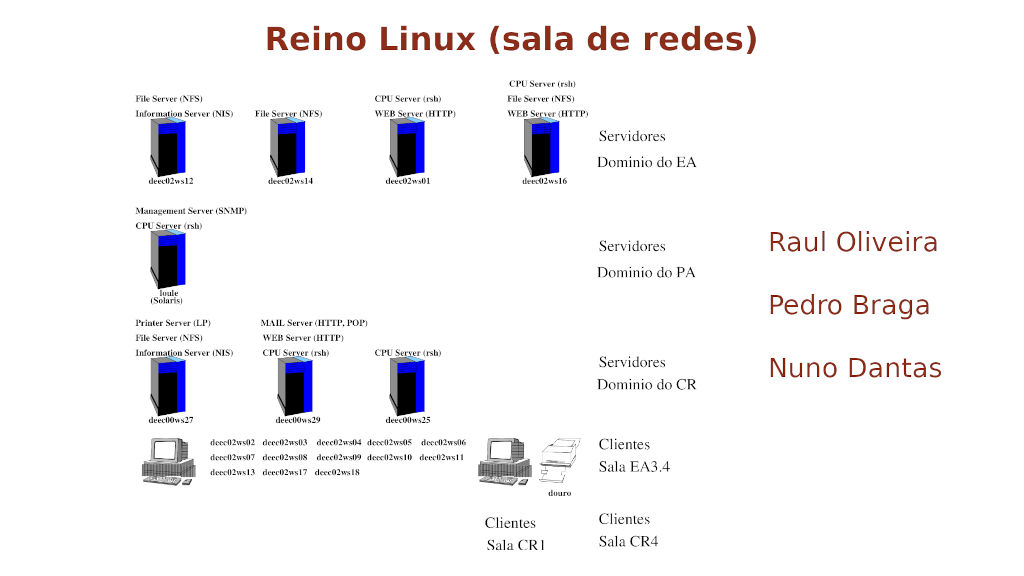 Reino Linux (sala de redes)
CPU Server (rsh)
File Server (NFS)
CPU Server (rsh)
File Server (NFS)
Information Server (NIS)
File Server (NFS)
WEB Server (HTTP)
WEB Server (HTTP)
Servidores
Dominio do EA
deec02ws12
deec02ws14
deec02ws01
deec02ws16
Management Server (SNMP)
CPU Server (rsh)
Servidores
Dominio do PA
loule
(Solaris)
Raul Oliveira
Pedro Braga
Nuno Dantas
Printer Server (LP)
MAIL Server (HTTP, POP)
File Server (NFS)
WEB Server (HTTP)
Information Server (NIS)
CPU Server (rsh)
CPU Server (rsh)
Servidores
Dominio do CR
deec00ws27
deec00ws29
deec00ws25
deec02ws02 deec02ws03 deec02ws04 deec02ws05 deec02ws06
deec02ws07 deec02ws08 deec02ws09 deec02ws10 deec02ws11
deec02ws13 deec02ws17 deec02ws18
Clientes
Sala EA3.4
douro
Clientes
Sala CR1
Clientes
Sala CR4